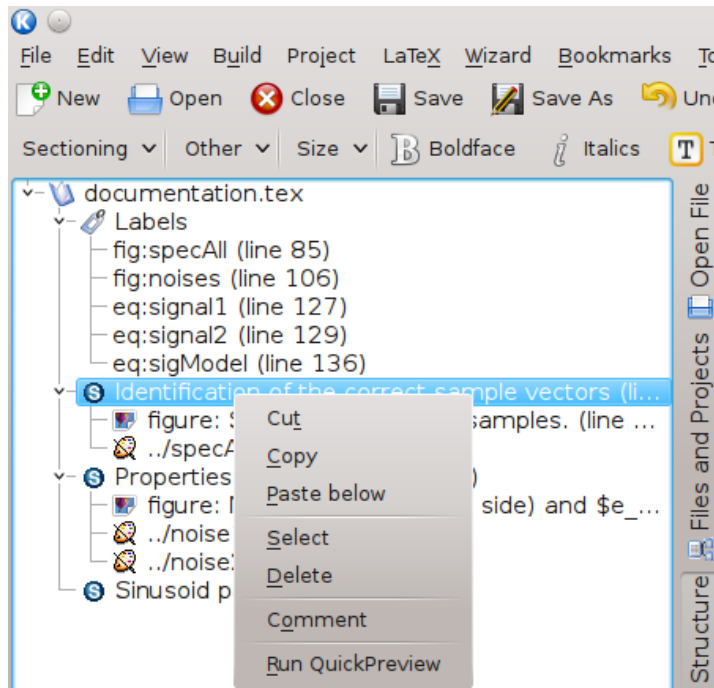 File Edit View Build Project LaTeX Wizard Bookmarks
New Open Close Save Save As
Sectioning Other Size Boldface Italics T
documentation.tex
Labels
fig:specAll (line 85)
fig:noises (line 106)
eq:signal1 (line 127)
eq:signal2 (line 129)
eq:sigModel (line 136)
Identification of the correct sample vectors (li...
figure: samples. (line ...
../specA
Properties )
figure: side) and $e_...
../noise
../noise
Sinusoid p
Cut
Copy
Paste below
Select
Delete
Comment
Run QuickPreview
Open File
Files and Projects
Structure